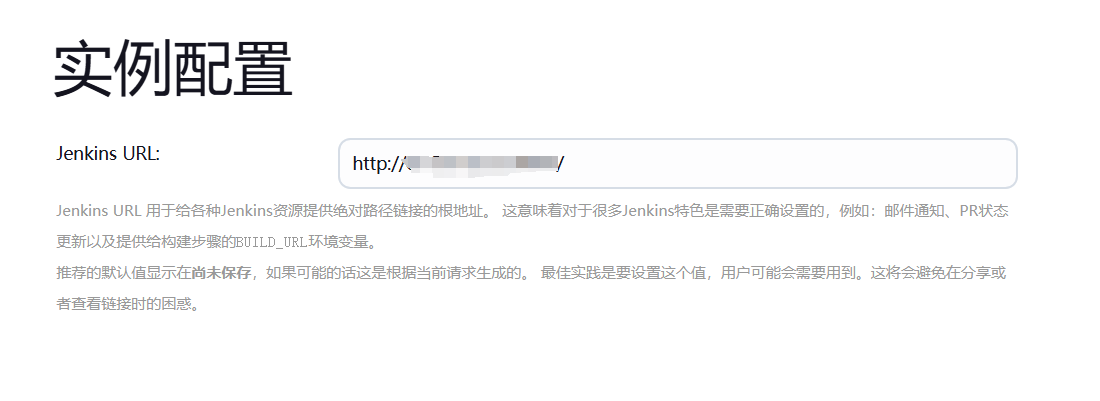 实例配置
Jenkins URL:
http:// /
Jenkins URL 用于给各种Jenkins资源提供绝对路径链接的根地址。 这意味着对于很多Jenkins特色是需要正确设置的，例如：邮件通知、PR状态
更新以及提供给构建步骤的BUILD_URL环境变量。
推荐的默认值显示在尚未保存，如果可能的话这是根据当前请求生成的。 最佳实践是要设置这个值，用户可能会需要用到。这将会避免在分享或
者查看链接时的困惑。